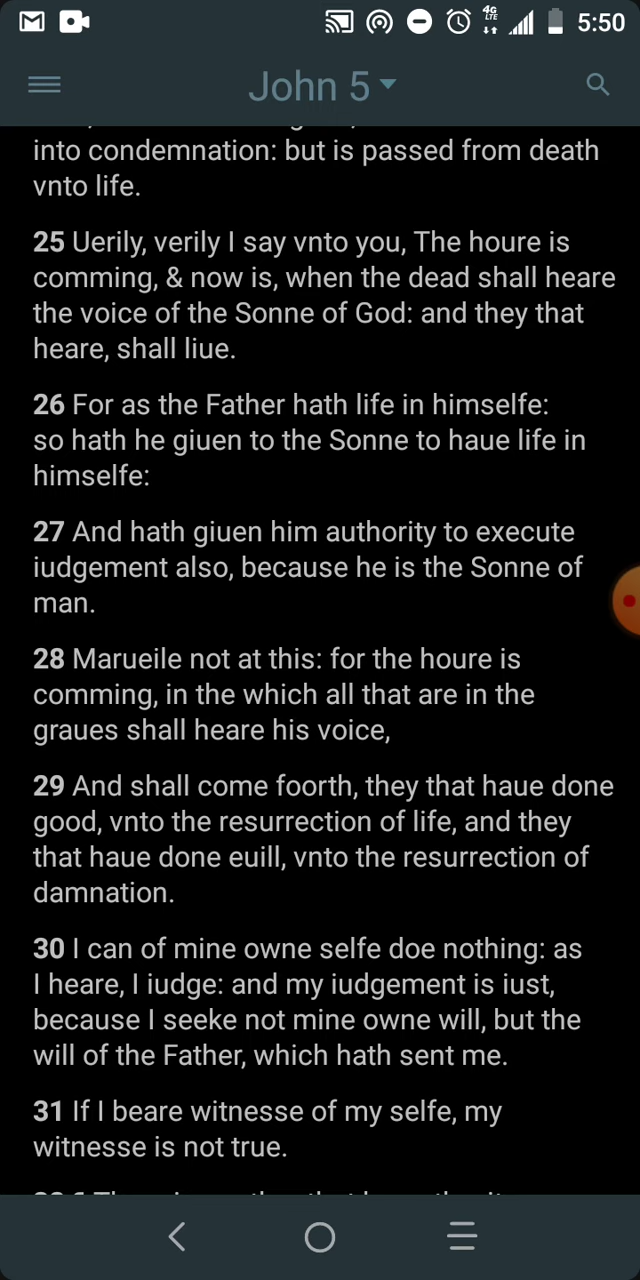 4G
LTE
5:50
John 5
into condemnation: but is passed from death
vnto life.
25 Uerily, verily I say vnto you, The houre is
comming, & now is, when the dead shall heare
the voice of the Sonne of God: and they that
heare, shall liue.
26 For as the Father hath life in himselfe:
so hath he giuen to the Sonne to haue life in
himselfe:
27 And hath giuen him authority to execute
iudgement also, because he is the Sonne of
man.
28 Marueile not at this: for the houre is
comming, in the which all that are in the
graues shall heare his voice,
29 And shall come foorth, they that haue done
good, vnto the resurrection of life, and they
that haue done euill, vnto the resurrection of
damnation.
30 I can of mine owne selfe doe nothing: as
I heare, I iudge: and my iudgement is iust,
because I seeke not mine owne will, but the
will of the Father, which hath sent me.
31 If I beare witnesse of my selfe, my
witnesse is not true.